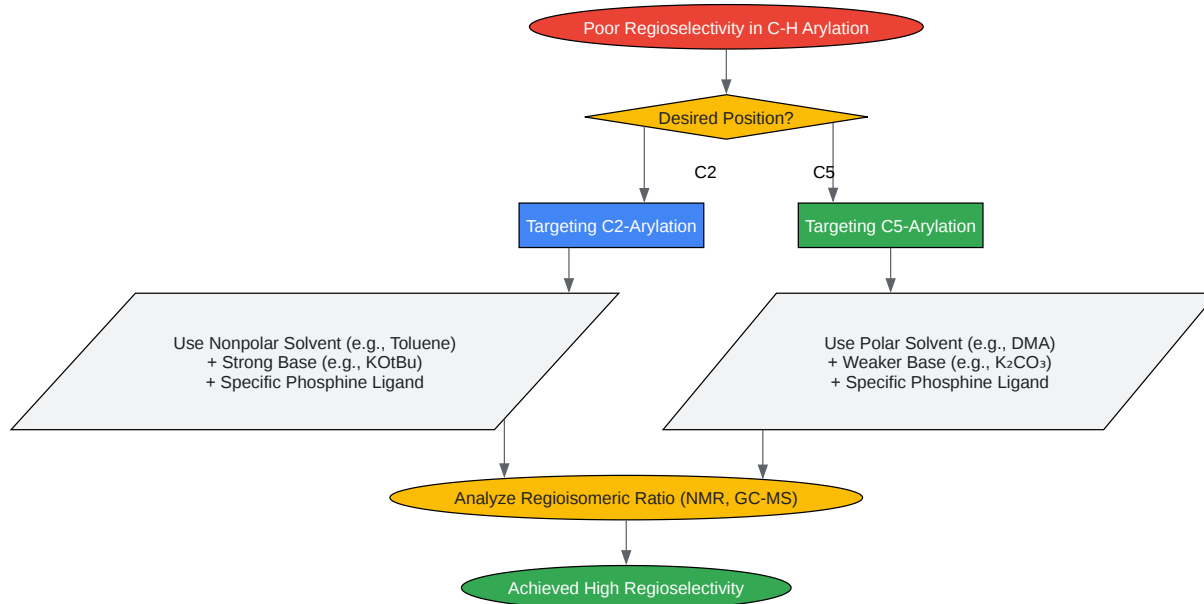 Poor Regioselectivity in C-H Arylation
Desired Position?
C2
C5
Targeting C2-Arylation
Targeting C5-Arylation
Use Nonpolar Solvent (e.g., Toluene)
+ Strong Base (e.g., KOtBu)
+ Specific Phosphine Ligand
Use Polar Solvent (e.g., DMA)
+ Weaker Base (e.g., K₂CO₃)
+ Specific Phosphine Ligand
Analyze Regioisomeric Ratio (NMR, GC-MS)
Achieved High Regioselectivity